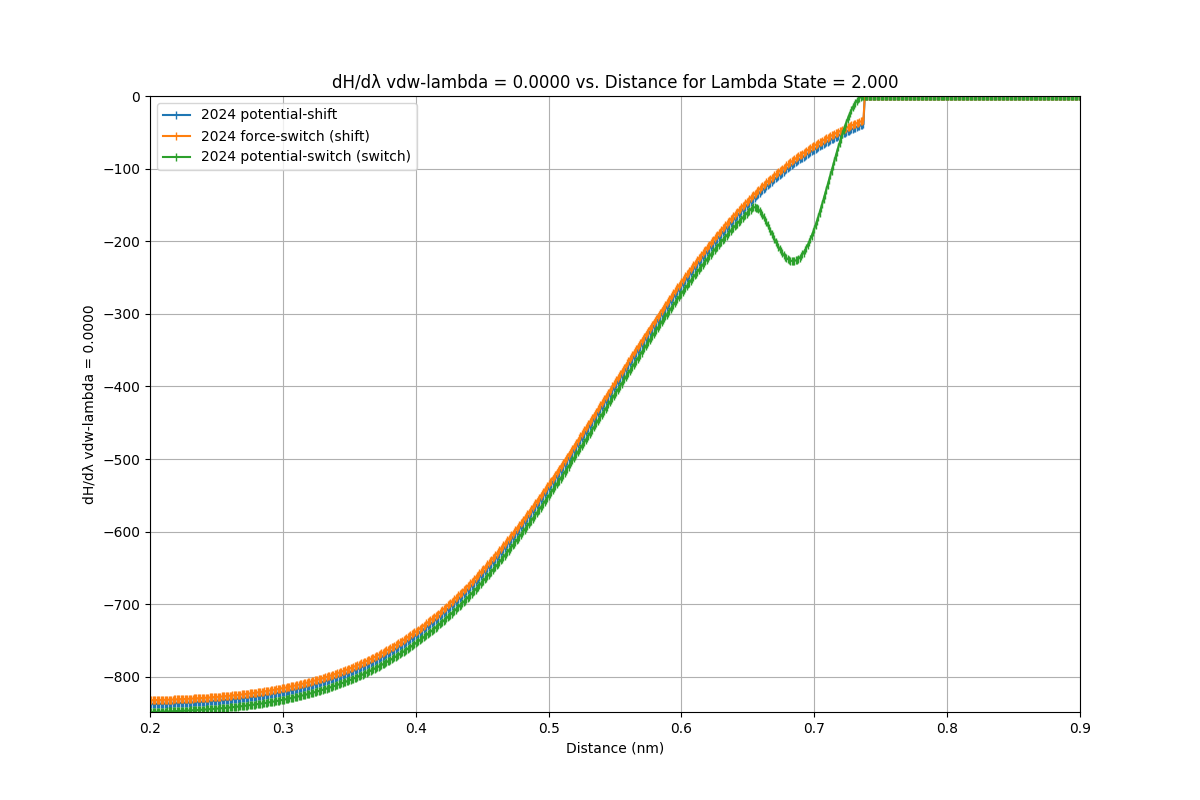 dH/dλ vdw-lambda = 0.0000 vs. Distance for Lambda State = 2.000
2024 potential-shift
2024 force-switch (shift)
2024 potential-switch (switch)
0
−100
−200
−300
−400
−500
−600
−700
−800
dH/dλ vdw-lambda = 0.0000
0.2
0.3
0.4
0.5
0.6
0.7
0.8
0.9
Distance (nm)